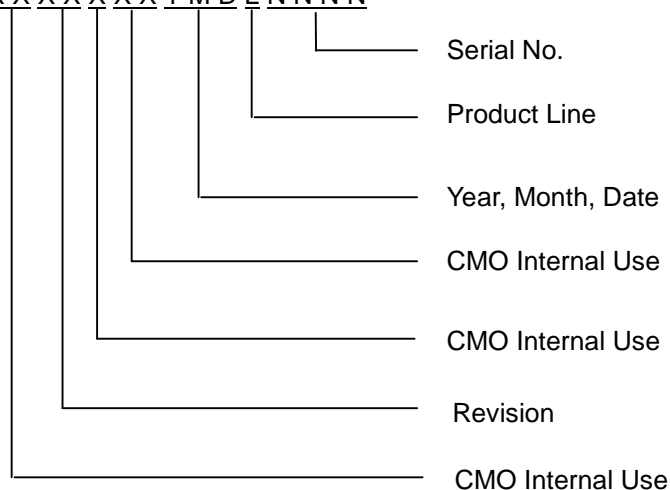 X X X X X X X Y M D L N N N N
Serial No.
Product Line
Year, Month, Date
CMO Internal Use
CMO Internal Use
Revision
CMO Internal Use